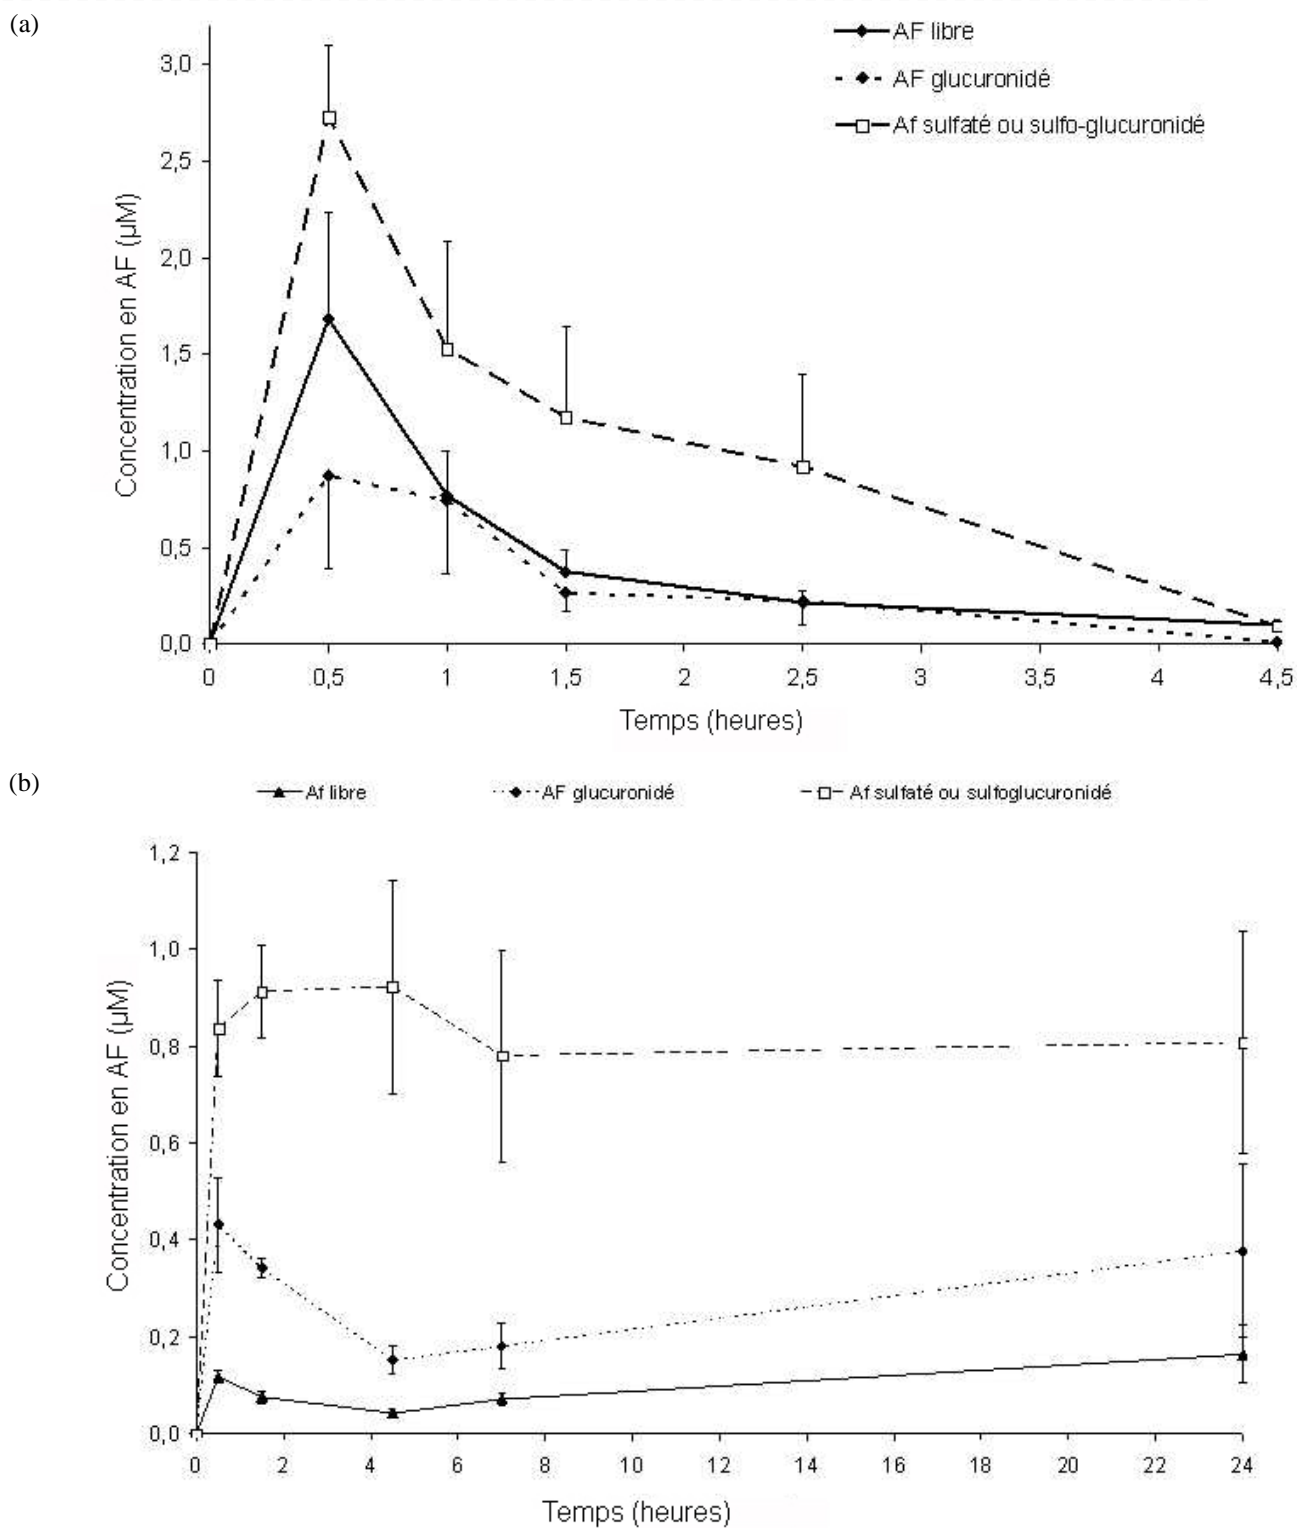 (a)
AF libre
AF glucuronidé
Af sulfaté ou sulfo-glucuronidé
Concentration en AF (µM)
3,0
2,5
2,0
1,5
1,0
0,5
0,0
0 0,5 1 1,5 2 2,5 3 3,5 4 4,5
Temps (heures)
(b)
Af libre AF glucuronidé Af sulfaté ou sulfoglucuronidé
Concentration en AF (µM)
1,2
1,0
0,8
0,6
0,4
0,2
0,0
0 2 4 6 8 10 12 14 16 18 20 22 24
Temps (heures)